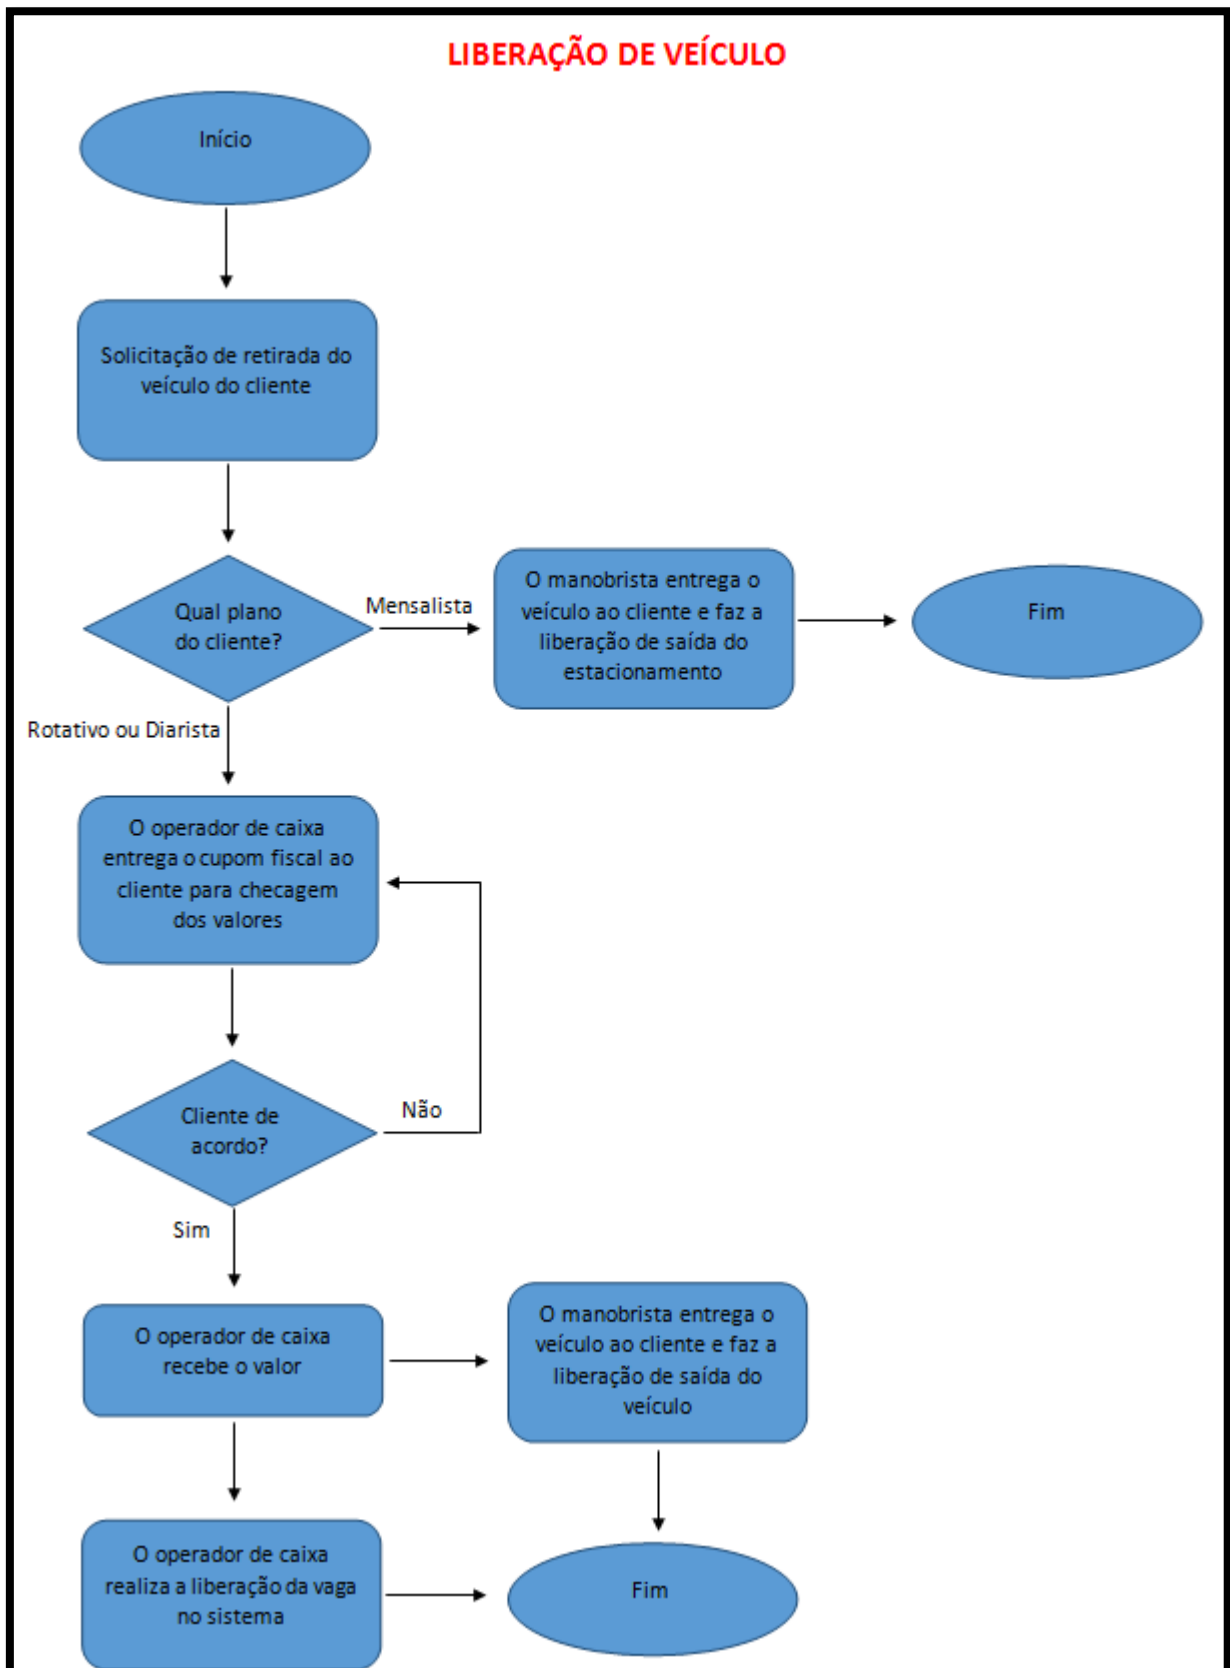 LIBERAÇÃO DE VEÍCULO
Início
Solicitação de retirada do
veículo do cliente
Qual plano
do cliente?
Mensalista
O manobrista entrega o
veículo ao cliente e faz a
liberação de saída do
estacionamento
Fim
Rotativo ou Diarista
O operador de caixa
entrega o cupom fiscal ao
cliente para checagem
dos valores
Cliente de
acordo?
Não
Sim
O operador de caixa
recebe o valor
O manobrista entrega o
veículo ao cliente e faz a
liberação de saída do
veículo
O operador de caixa
realiza a liberação da vaga
no sistema
Fim